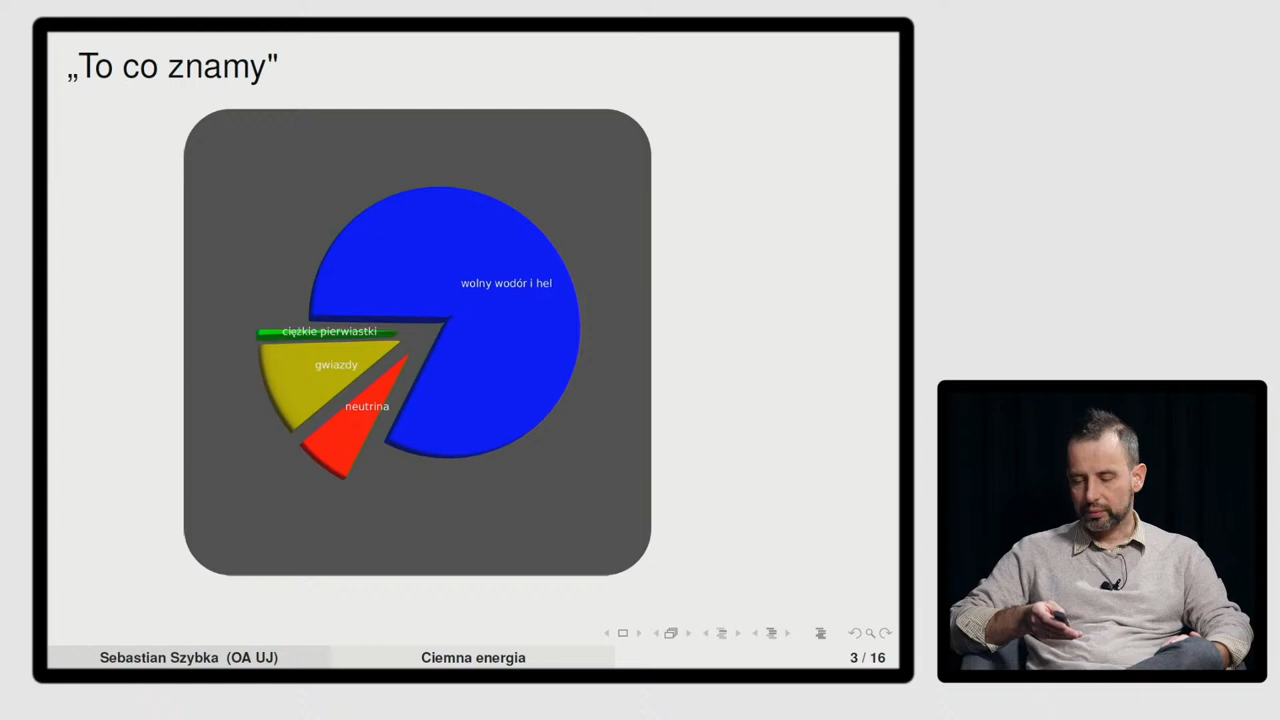 „To co znamy"
wolny wodór i hel
ciężkie pierwiastki
gwiazdy
neutrina
Sebastian Szybka (OA UJ)
Ciemna energia
3 / 16